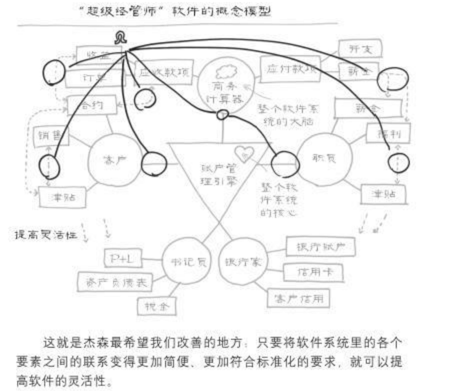 “超级经管师”软件的概念模型
收益
订单
合约
应收款项
商务
计算器
应付款项
开支
薪金
整个软件系
统的大脑
薪金
销售
客户
账户管
理引擎
职员
福利
津贴
整个软
件系统
的核心
津贴
提高灵活性
P+L
资产负债表
税务
书记员
银行家
银行账户
信用卡
客户信用
这就是杰森最希望我们改善的地方：只要将软件系统里的各个
要素之间的联系变得更加简便、更加符合标准化的要求，就可以提
高软件的灵活性。